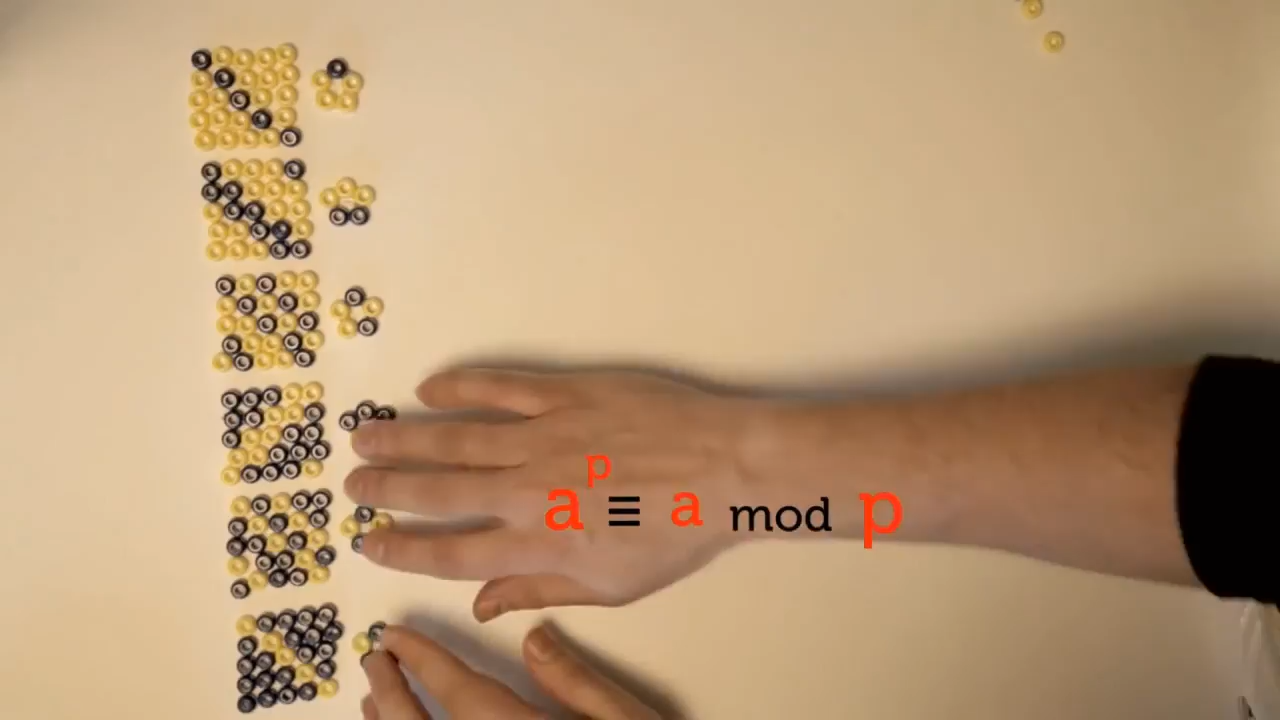 aᵖ ≡ a mod p